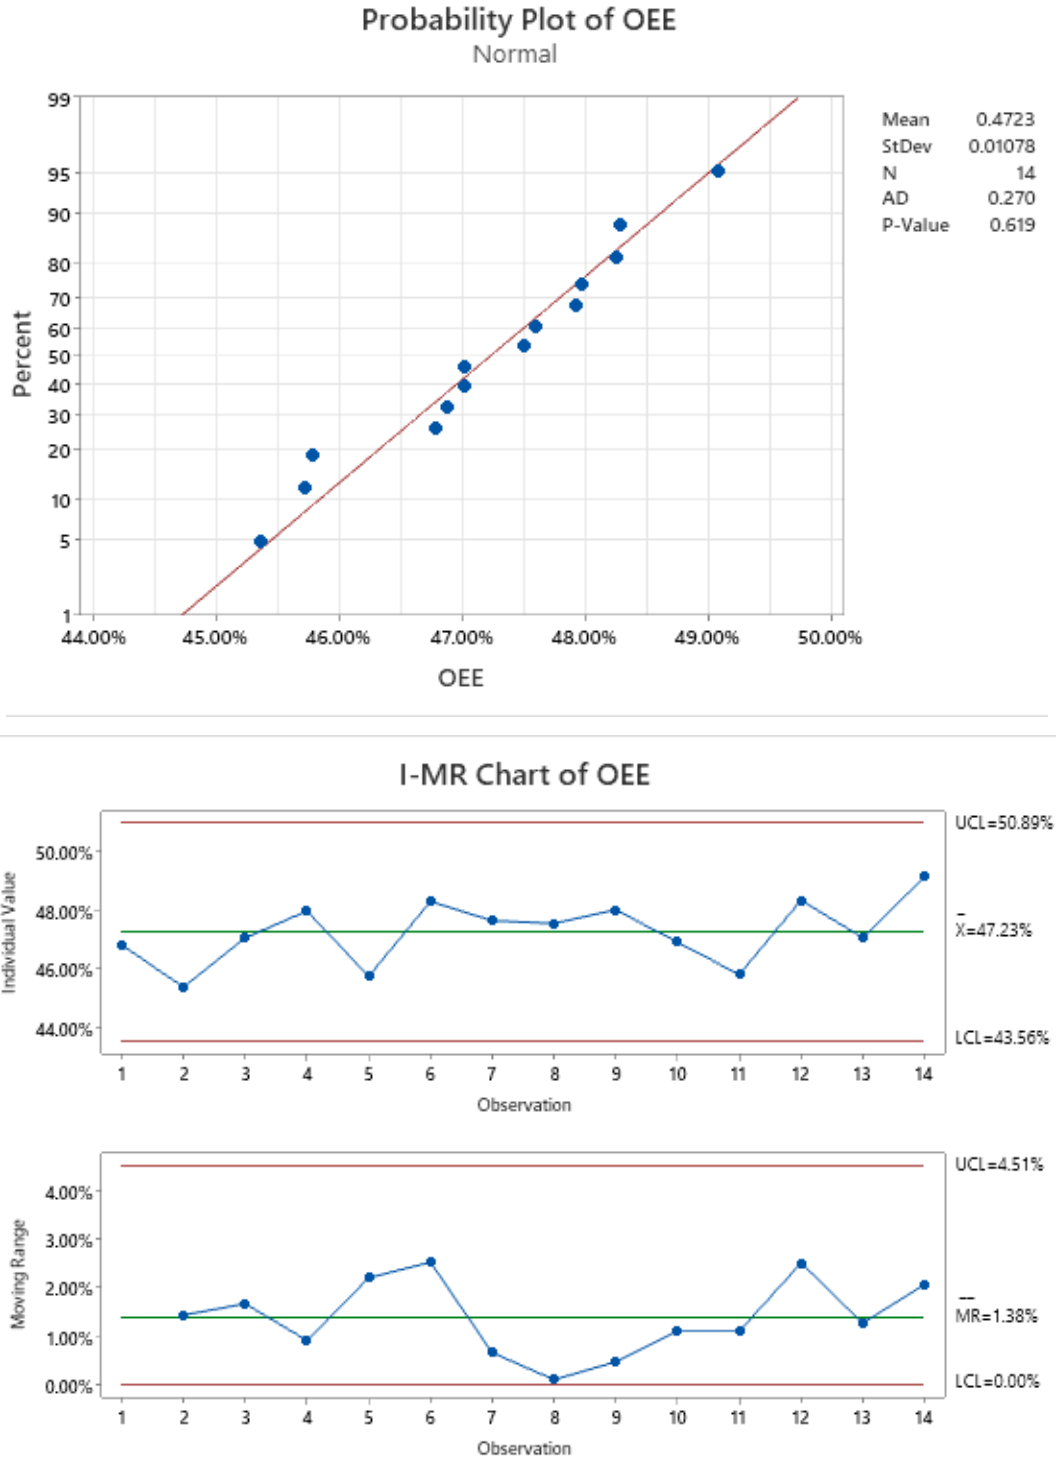 Probability Plot of OEE
Normal
99
95
90
80
70
60
50
40
30
20
10
5
1
Percent
44.00% 45.00% 46.00% 47.00% 48.00% 49.00% 50.00%
OEE
Mean 0.4723
StDev 0.01078
N 14
AD 0.270
P-Value 0.619
I-MR Chart of OEE
UCL=50.89%
50.00%
48.00%
46.00%
44.00%
Individual Value
X=47.23%
LCL=43.56%
1 2 3 4 5 6 7 8 9 10 11 12 13 14
Observation
UCL=4.51%
4.00%
3.00%
2.00%
1.00%
0.00%
Moving Range
MR=1.38%
LCL=0.00%
1 2 3 4 5 6 7 8 9 10 11 12 13 14
Observation